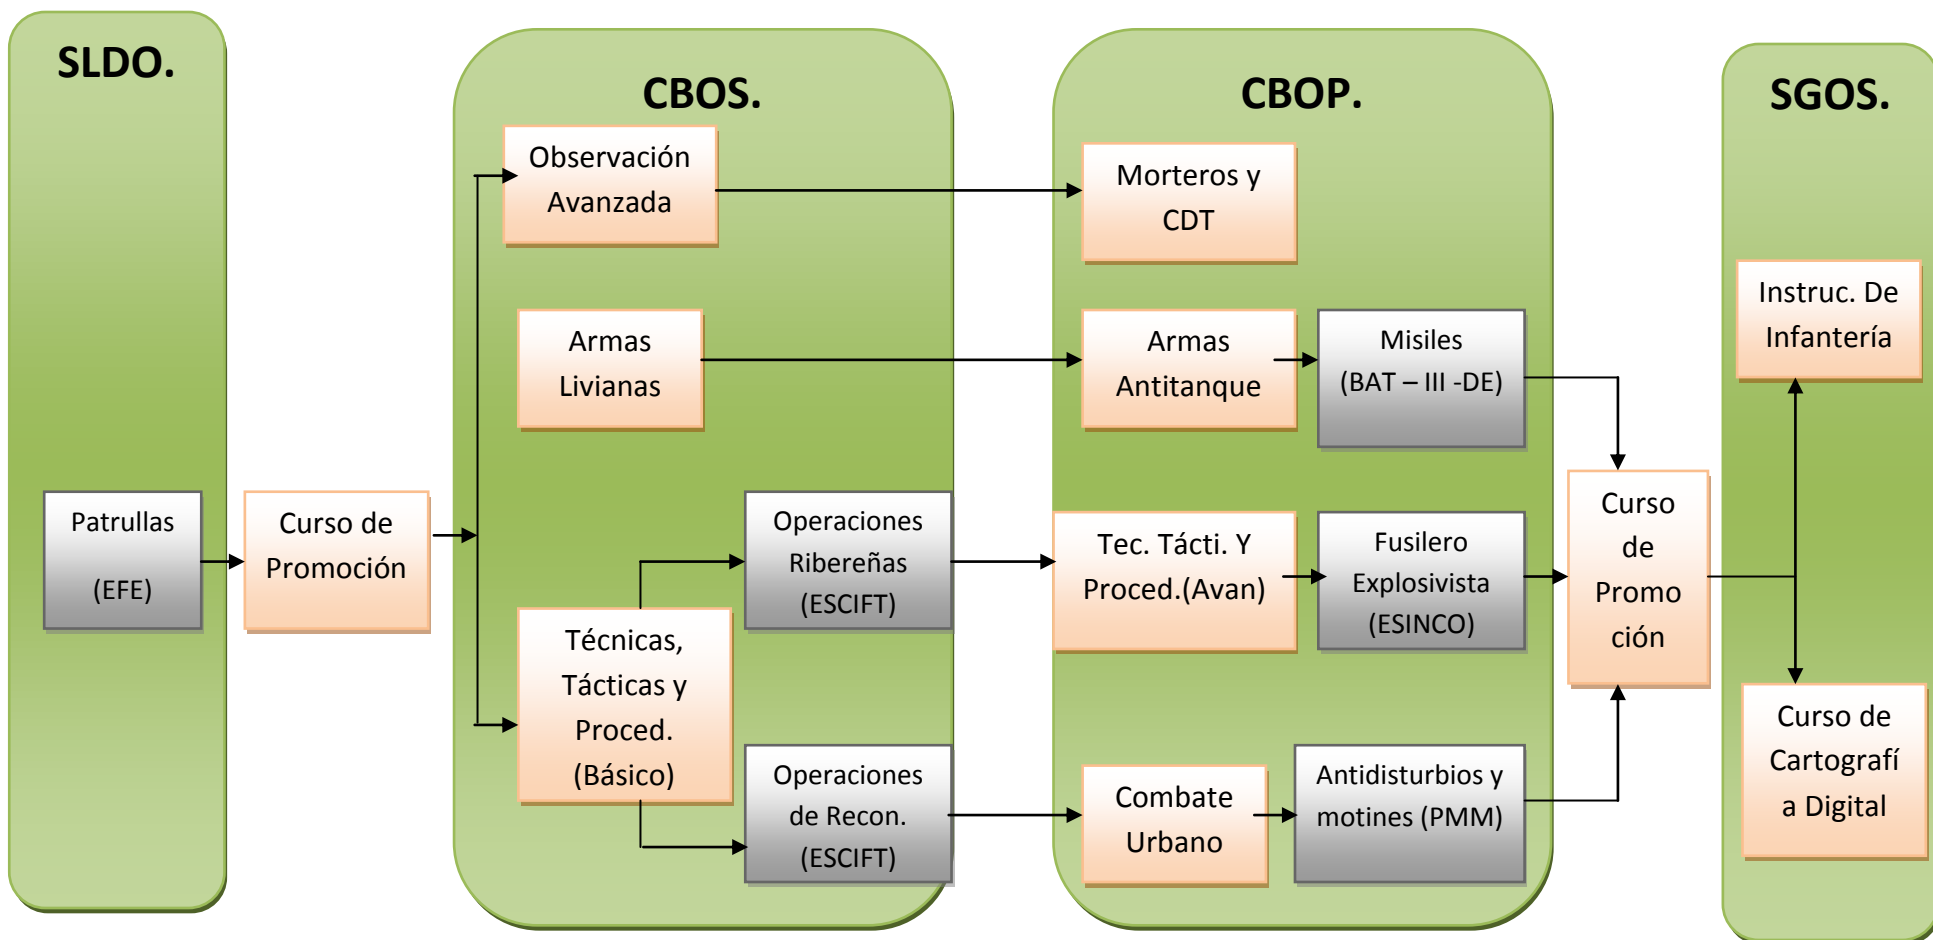 SLDO.
Patrullas
(EFE)
Curso de
Promoción
CBOS.
Observación
Avanzada
Armas
Livianas
Operaciones
Ribereñas
(ESCIFT)
Técnicas,
Tácticas y
Proced.
(Básico)
Operaciones
de Recon.
(ESCIFT)
CBOP.
Morteros y
CDT
Armas
Antitanque
Misiles
(BAT – III -DE)
Tec. Tácti. Y
Proced.(Avan)
Fusilero
Explosivista
(ESINCO)
Combate
Urbano
Antidisturbios y
motines (PMM)
Curso
de
Promo
ción
SGOS.
Instruc. De
Infantería
Curso de
Cartografí
a Digital